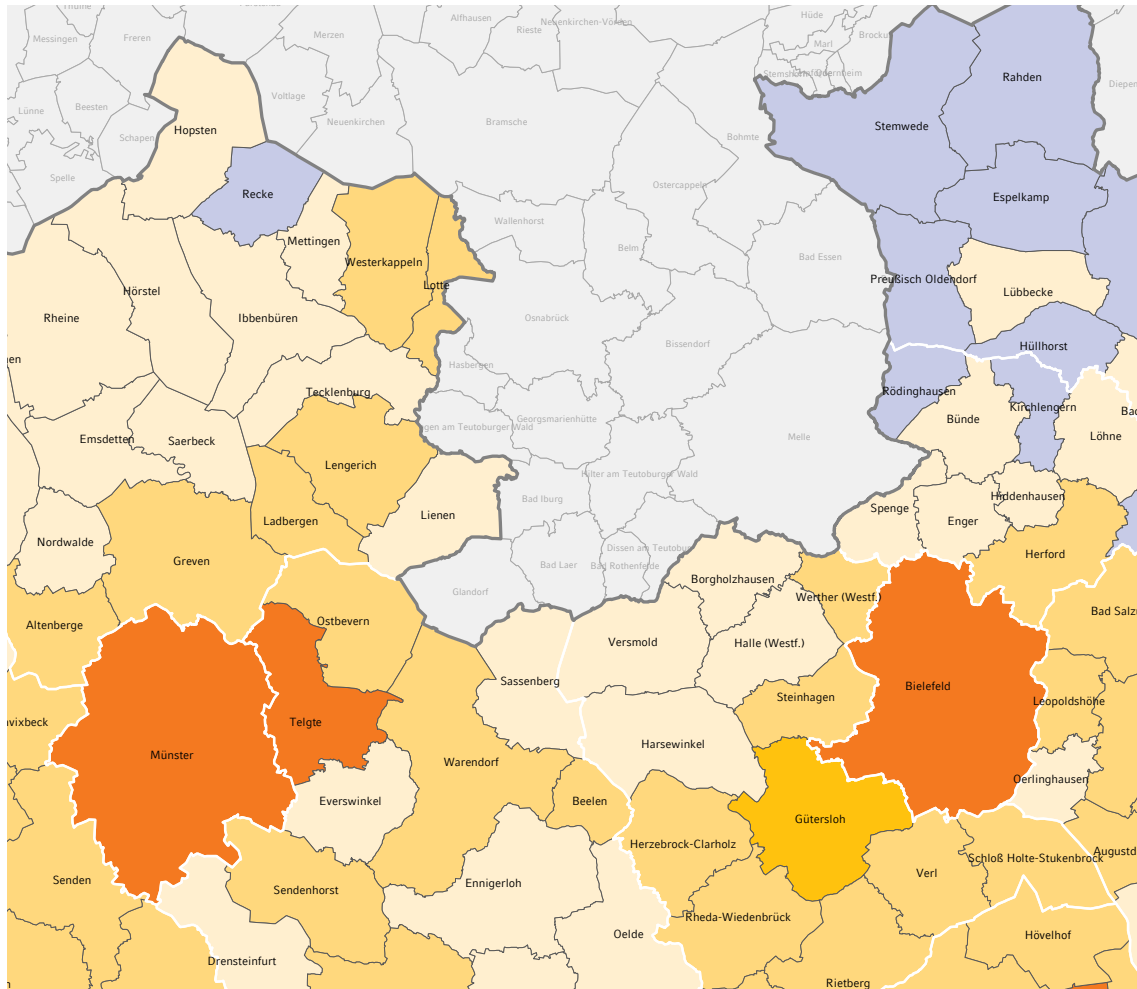 Freren
Messingen
Merzen
Alfhausen
Rieste
Neuenkirchen-Vörden
Hüde
Marl
Lünne
Beesten
Voltlage
Schapen
Neuenkirchen
Bramsche
Bohmte
Spelle
Ostercappeln
Wallenhorst
Belm
Bad Essen
Osnabrück
Bissendorf
Hasbergen
Georgsmarienhütte
Melle
Hilter am Teutoburger Wald
Bad Iburg
Bad Laer
Bad Rothenfelde
Glandorf
Hopsten
Recke
Mettingen
Westerkappeln
Lotte
Hörstel
Rheine
Ibbenbüren
Tecklenburg
Emsdetten
Saerbeck
Lengerich
Lienen
Ladbergen
Nordwalde
Greven
Altenberge
Ostbevern
Münster
Telgte
Everswinkel
Senden
Sendenhorst
Drensteinfurt
Warendorf
Sassenberg
Beelen
Ennigerloh
Oelde
Rahden
Stemwede
Espelkamp
Preußisch Oldendorf
Lübbecke
Hüllhorst
Rödinghausen
Kirchlengern
Bünde
Löhne
Spenge
Enger
Hiddenhausen
Herford
Borgholzhausen
Werther (Westf.)
Versmold
Halle (Westf.)
Steinhagen
Bielefeld
Leopoldshöhe
Oerlinghausen
Harsewinkel
Gütersloh
Herzebrock-Clarholz
Rheda-Wiedenbrück
Verl
Schloß Holte-Stukenbrock
Hövelhof
Rietberg